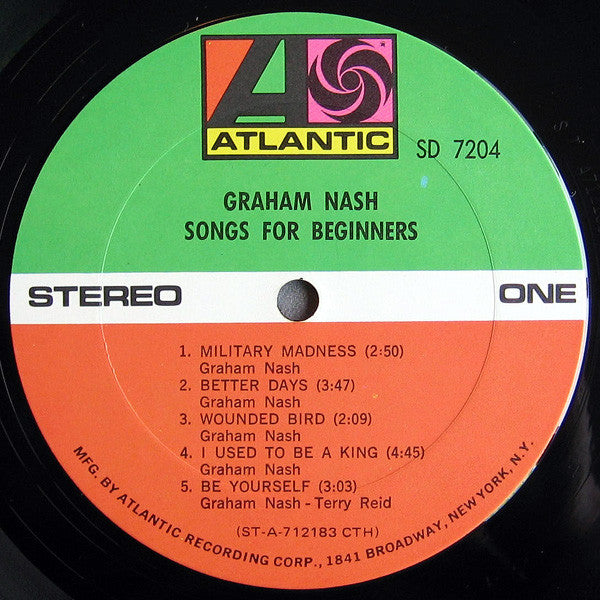 ATLANTIC
SD 7204
GRAHAM NASH
SONGS FOR BEGINNERS
STEREO
ONE
1. MILITARY MADNESS (2:50)
Graham Nash
2. BETTER DAYS (3:47)
Graham Nash
3. WOUNDED BIRD (2:09)
Graham Nash
4. I USED TO BE A KING (4:45)
Graham Nash
5. BE YOURSELF (3:03)
Graham Nash - Terry Reid
(ST-A-712183 CTH)
MFG. BY ATLANTIC RECORDING CORP., 1841 BROADWAY, NEW YORK, N.Y.